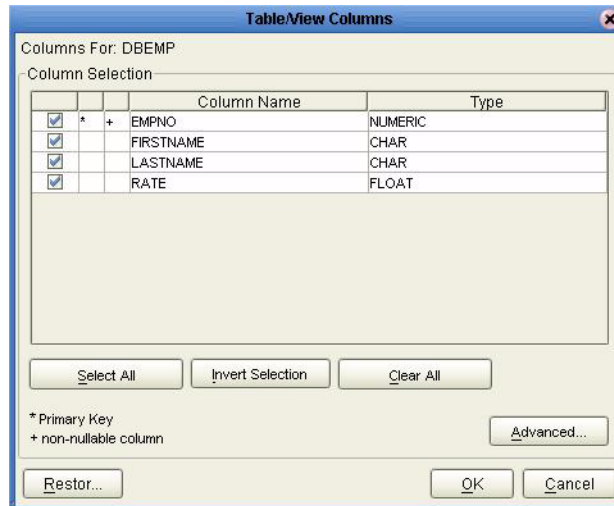 Table/View Columns
Columns For: DBEMP
Column Selection
Column Name Type
* + EMPNO NUMERIC
FIRSTNAME CHAR
LASTNAME CHAR
RATE FLOAT
Select All Invert Selection Clear All
* Primary Key
+ non-nullable column
Advanced...
Restor... OK Cancel